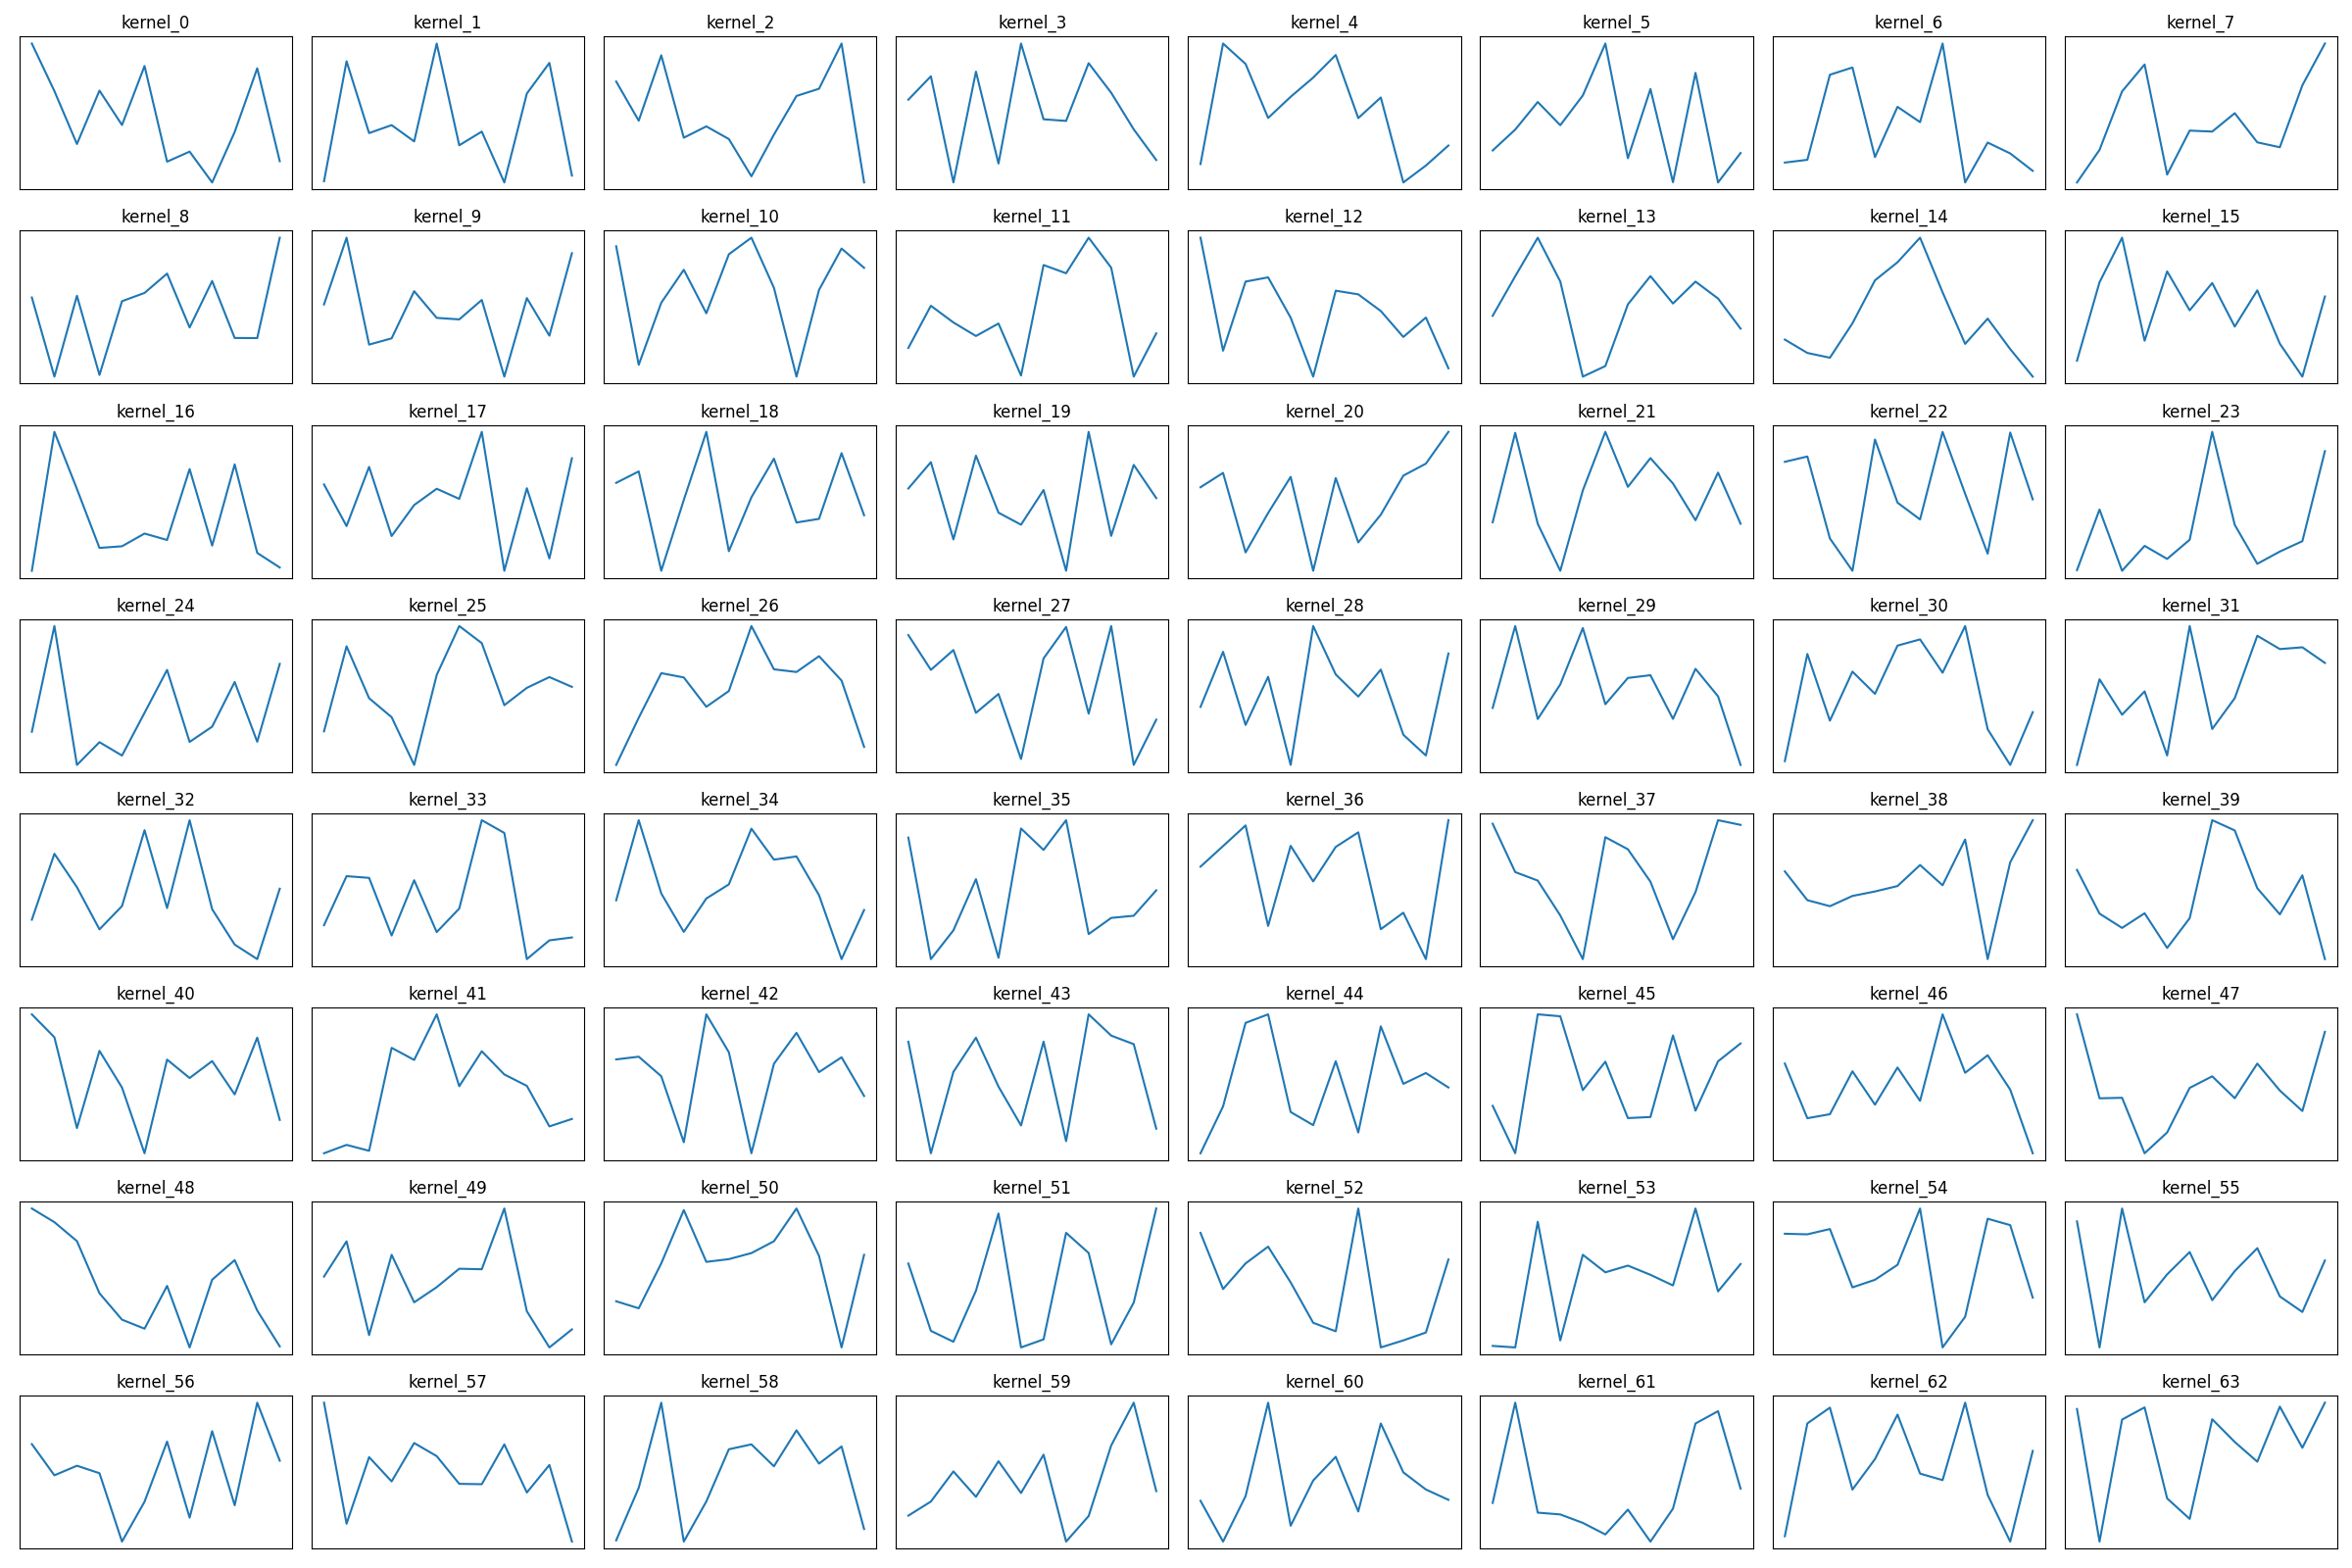 kernel_0 kernel_1 kernel_2 kernel_3 kernel_4 kernel_5 kernel_6 kernel_7
kernel_8 kernel_9 kernel_10 kernel_11 kernel_12 kernel_13 kernel_14 kernel_15
kernel_16 kernel_17 kernel_18 kernel_19 kernel_20 kernel_21 kernel_22 kernel_23
kernel_24 kernel_25 kernel_26 kernel_27 kernel_28 kernel_29 kernel_30 kernel_31
kernel_32 kernel_33 kernel_34 kernel_35 kernel_36 kernel_37 kernel_38 kernel_39
kernel_40 kernel_41 kernel_42 kernel_43 kernel_44 kernel_45 kernel_46 kernel_47
kernel_48 kernel_49 kernel_50 kernel_51 kernel_52 kernel_53 kernel_54 kernel_55
kernel_56 kernel_57 kernel_58 kernel_59 kernel_60 kernel_61 kernel_62 kernel_63